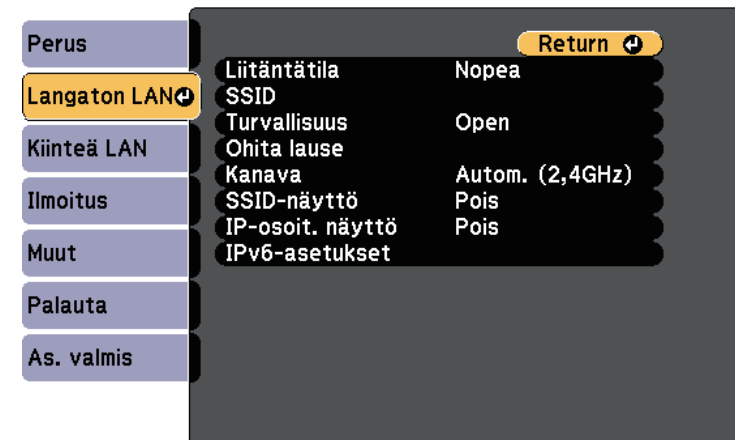 Perus
Langaton LAN
Kiinteä LAN
Ilmoitus
Muut
Palauta
As. valmis
Return
Liitäntätila Nopea
SSID
Turvallisuus Open
Ohita lause
Kanava Autom. (2,4GHz)
SSID-näyttö Pois
IP-osoit. näyttö Pois
IPv6-asetukset